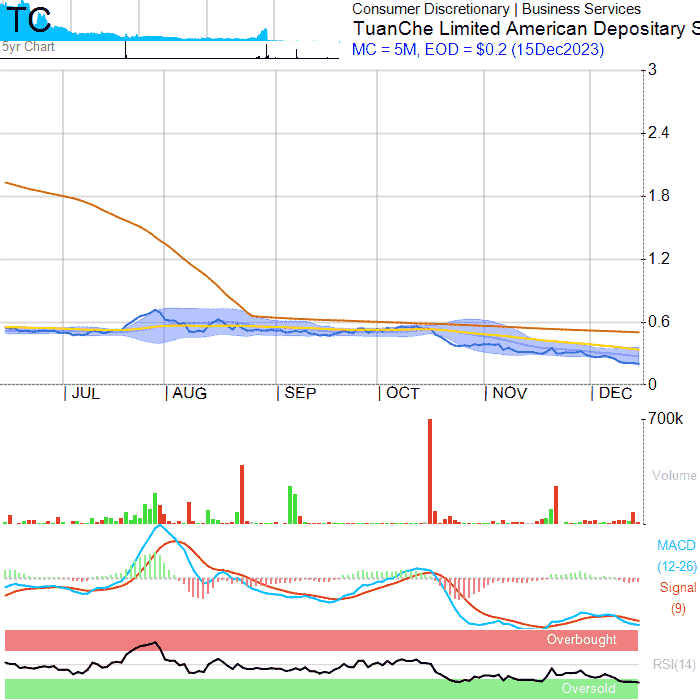 TC
5yr Chart
Consumer Discretionary | Business Services
TuanChe Limited American Depositary S
MC = 5M, EOD = $0.2 (15Dec2023)
3
2.4
1.8
1.2
0.6
0
JUL AUG SEP OCT NOV DEC
700k
Volume
MACD
(12-26)
Signal
(9)
Overbought
RSI(14)
Oversold